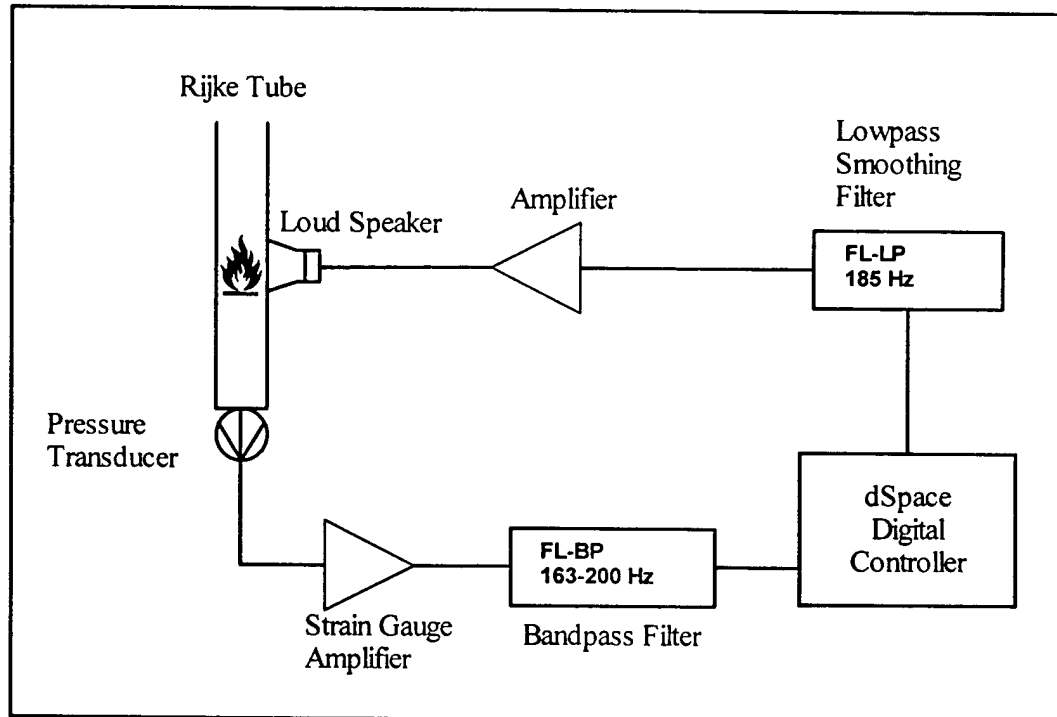 Rijke Tube
Loud Speaker
Amplifier
Lowpass
Smoothing
Filter
FL-LP
185 Hz
Pressure
Transducer
Strain Gauge
Amplifier
FL-BP
163-200 Hz
Bandpass Filter
dSpace
Digital
Controller